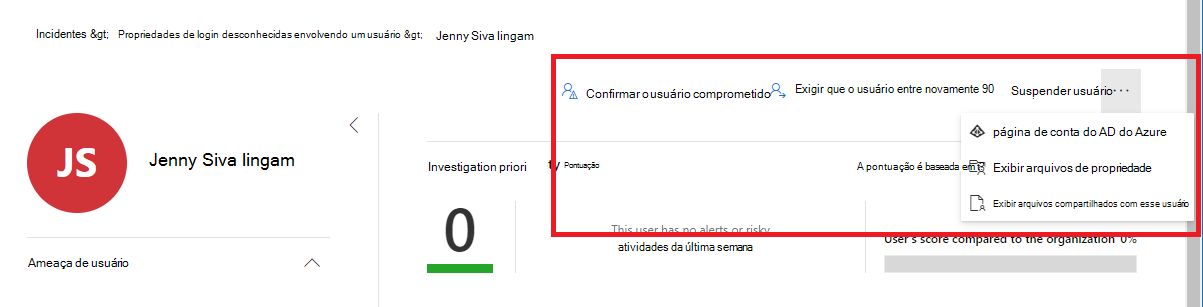 Incidentes &gt; Propriedades de login desconhecidas envolvendo um usuário &gt; Jenny Siva lingam
Confirmar o usuário comprometido Exigir que o usuário entre novamente 90 Suspender usuário ...
página de conta do AD do Azure
JS
Jenny Siva lingam
Investigation priori ty Pontuação
A pontuação é baseada em
Exibir arquivos de propriedade
Exibir arquivos compartilhados com esse usuário
0
This user has no alerts or risky
atividades da última semana
User's score compared to the organization 0%
Ameaça de usuário